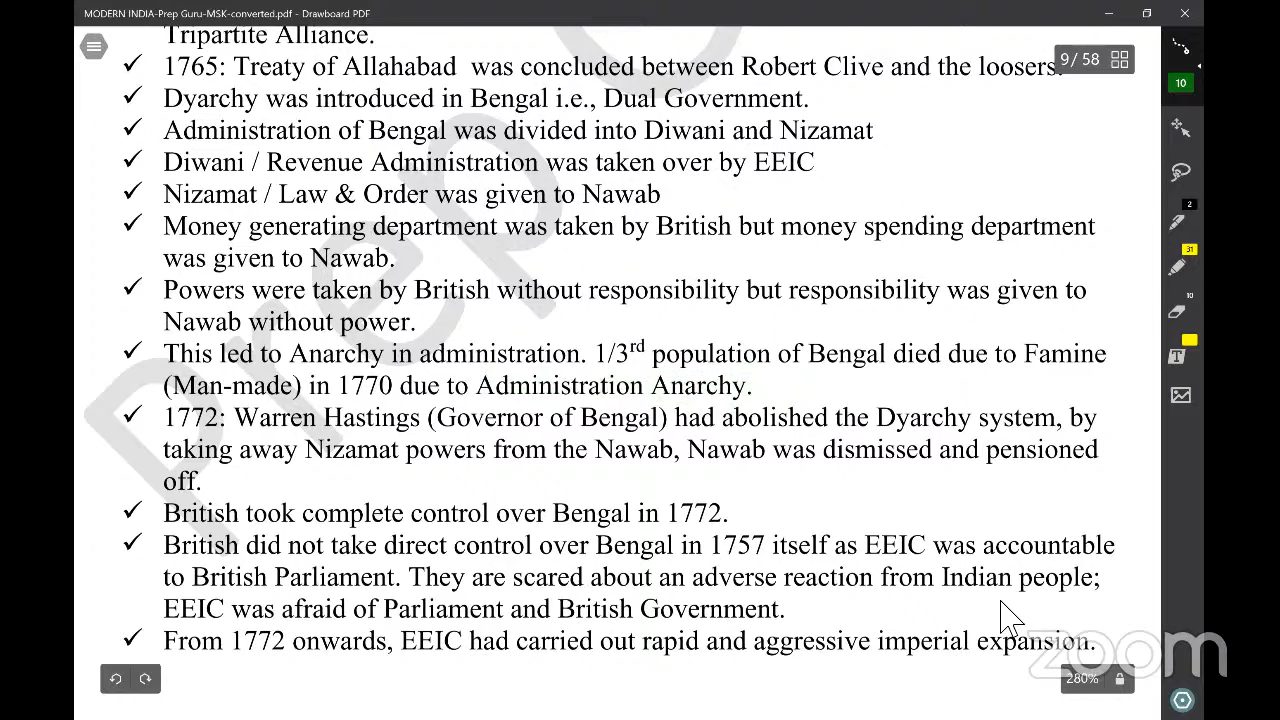 MODERN INDIA-Prep Guru-MSK-converted.pdf - Drawboard PDF
Tripartite Alliance.
9 / 58
✓ 1765: Treaty of Allahabad was concluded between Robert Clive and the loosers.
10
✓ Dyarchy was introduced in Bengal i.e., Dual Government.
✓ Administration of Bengal was divided into Diwani and Nizamat
✓ Diwani / Revenue Administration was taken over by EEIC
✓ Nizamat / Law & Order was given to Nawab
2
✓ Money generating department was taken by British but money spending department
31
was given to Nawab.
✓ Powers were taken by British without responsibility but responsibility was given to
10
Nawab without power.
✓ This led to Anarchy in administration. 1/3rd population of Bengal died due to Famine
T
(Man-made) in 1770 due to Administration Anarchy.
✓ 1772: Warren Hastings (Governor of Bengal) had abolished the Dyarchy system, by
taking away Nizamat powers from the Nawab, Nawab was dismissed and pensioned
off.
✓ British took complete control over Bengal in 1772.
✓ British did not take direct control over Bengal in 1757 itself as EEIC was accountable
to British Parliament. They are scared about an adverse reaction from Indian people;
EEIC was afraid of Parliament and British Government.
✓ From 1772 onwards, EEIC had carried out rapid and aggressive imperial expansion.
zoom
280%
Prep